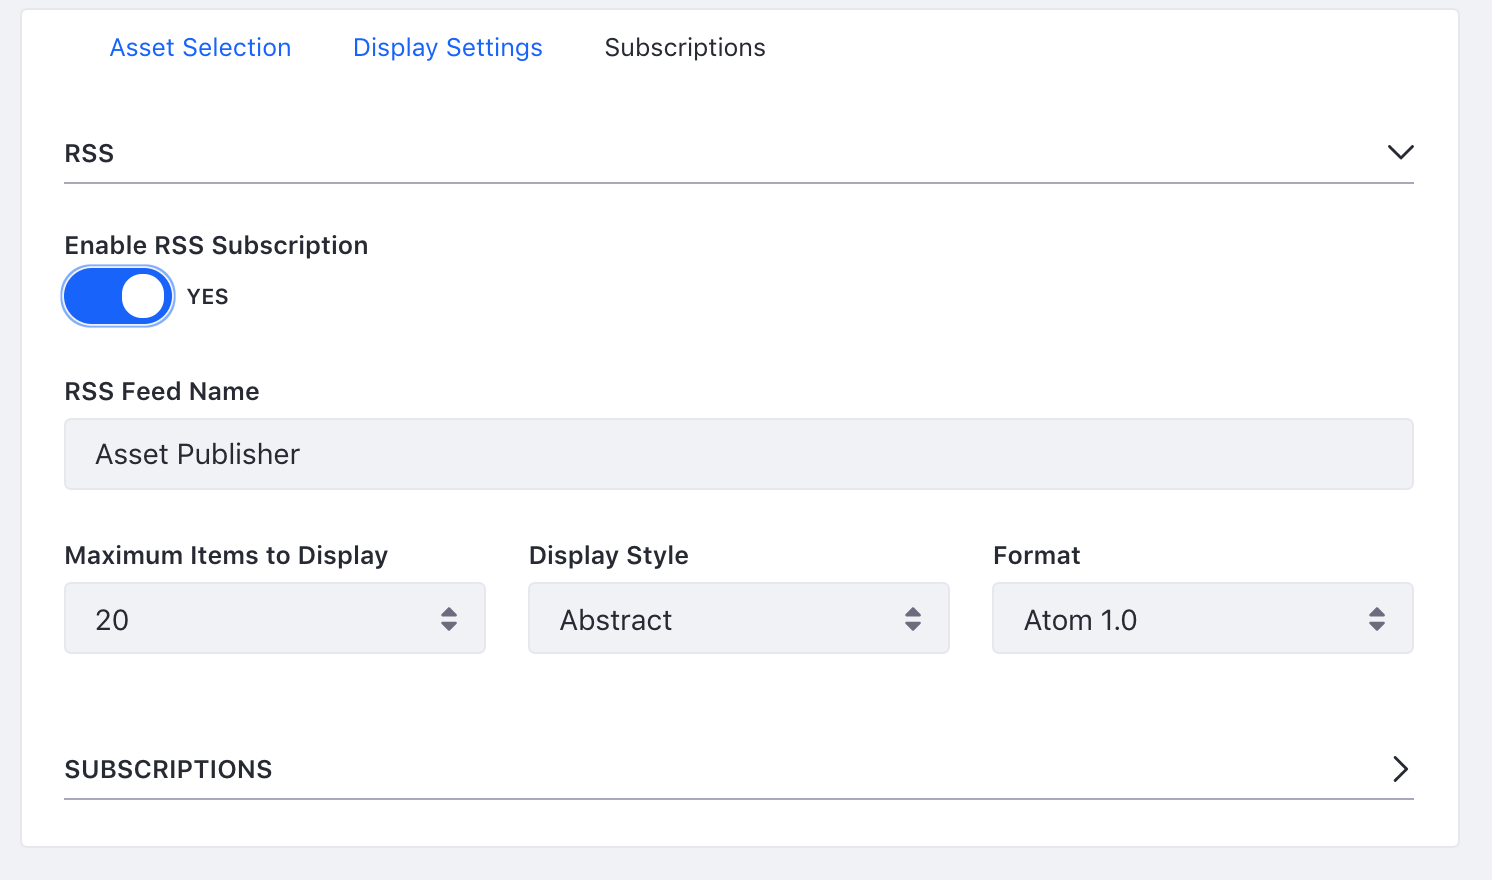 Asset Selection Display Settings Subscriptions
RSS
Enable RSS Subscription
YES
RSS Feed Name
Asset Publisher
Maximum Items to Display Display Style Format
20 Abstract Atom 1.0
SUBSCRIPTIONS